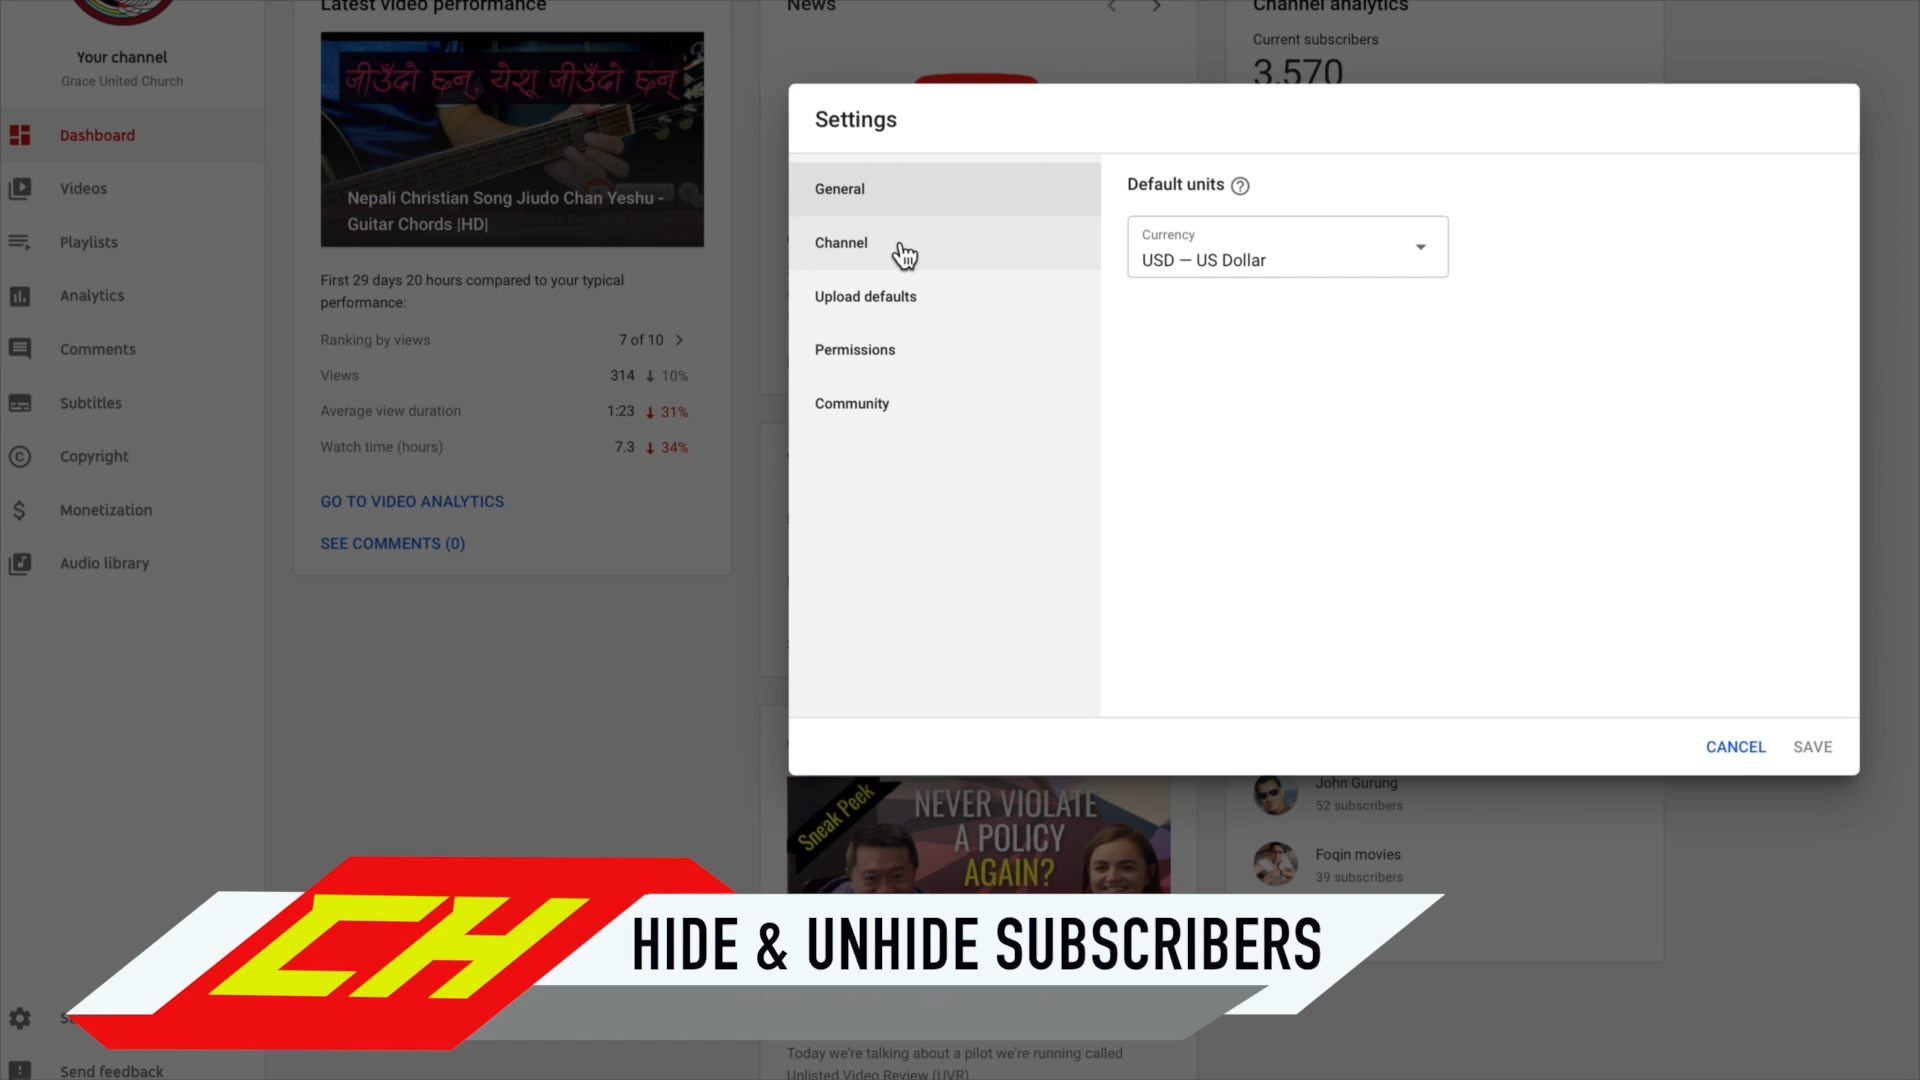 Latest video performance
News
Channel analytics
Your channel
Grace United Church
Dashboard
Videos
Playlists
Analytics
Comments
Subtitles
Copyright
Monetization
Audio library
Send feedback
जीउँदो छन्, येशू जीउँदो छन्
Nepali Christian Song Jiudo Chan Yeshu -
Guitar Chords |HD|
First 29 days 20 hours compared to your typical
performance:
Ranking by views 7 of 10
Views 314 ↓ 10%
Average view duration 1:23 ↓ 31%
Watch time (hours) 7.3 ↓ 34%
GO TO VIDEO ANALYTICS
SEE COMMENTS (0)
Current subscribers
3,570
Settings
General
Channel
Upload defaults
Permissions
Community
Default units
Currency
USD — US Dollar
CANCEL SAVE
John Gurung
52 subscribers
Foqin movies
39 subscribers
Sneak Peek
NEVER VIOLATE
A POLICY
AGAIN?
CH
HIDE & UNHIDE SUBSCRIBERS
Today we're talking about a pilot we're running called
Unlisted Video Review (UVR)